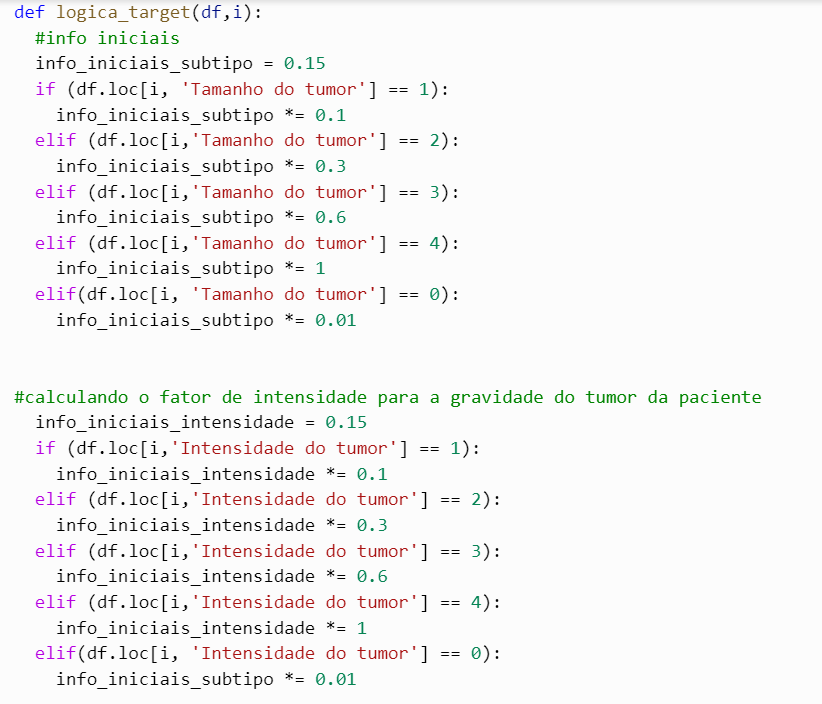 def logica_target(df,i):
  #info iniciais
  info_iniciais_subtipo = 0.15
  if (df.loc[i, 'Tamanho do tumor'] == 1):
    info_iniciais_subtipo *= 0.1
  elif (df.loc[i,'Tamanho do tumor'] == 2):
    info_iniciais_subtipo *= 0.3
  elif (df.loc[i,'Tamanho do tumor'] == 3):
    info_iniciais_subtipo *= 0.6
  elif (df.loc[i,'Tamanho do tumor'] == 4):
    info_iniciais_subtipo *= 1
  elif(df.loc[i, 'Tamanho do tumor'] == 0):
    info_iniciais_subtipo *= 0.01
#calculando o fator de intensidade para a gravidade do tumor da paciente
  info_iniciais_intensidade = 0.15
  if (df.loc[i,'Intensidade do tumor'] == 1):
    info_iniciais_intensidade *= 0.1
  elif (df.loc[i,'Intensidade do tumor'] == 2):
    info_iniciais_intensidade *= 0.3
  elif (df.loc[i,'Intensidade do tumor'] == 3):
    info_iniciais_intensidade *= 0.6
  elif (df.loc[i,'Intensidade do tumor'] == 4):
    info_iniciais_intensidade *= 1
  elif(df.loc[i, 'Intensidade do tumor'] == 0):
    info_iniciais_subtipo *= 0.01